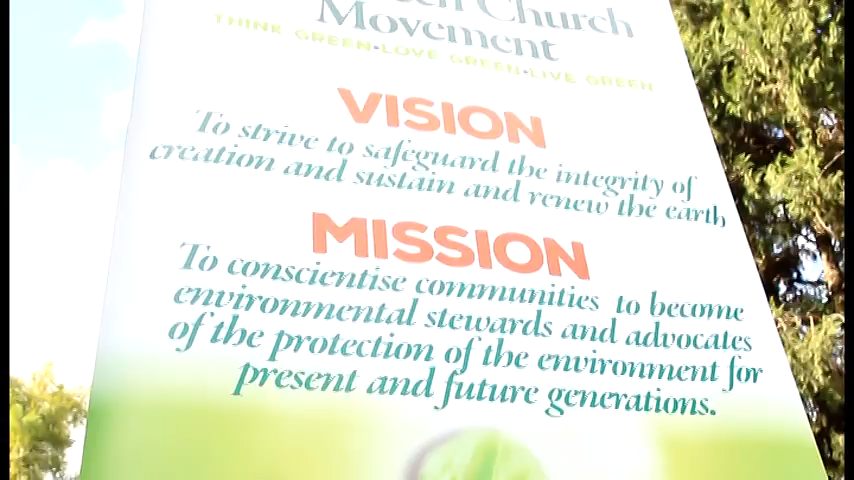 Church
Movement
THINK GREEN•LOVE GREEN•LIVE GREEN
VISION
To strive to safeguard the integrity of
creation and sustain and renew the earth
MISSION
To conscientise communities to become
environmental stewards and advocates
of the protection of the environment for
present and future generations.